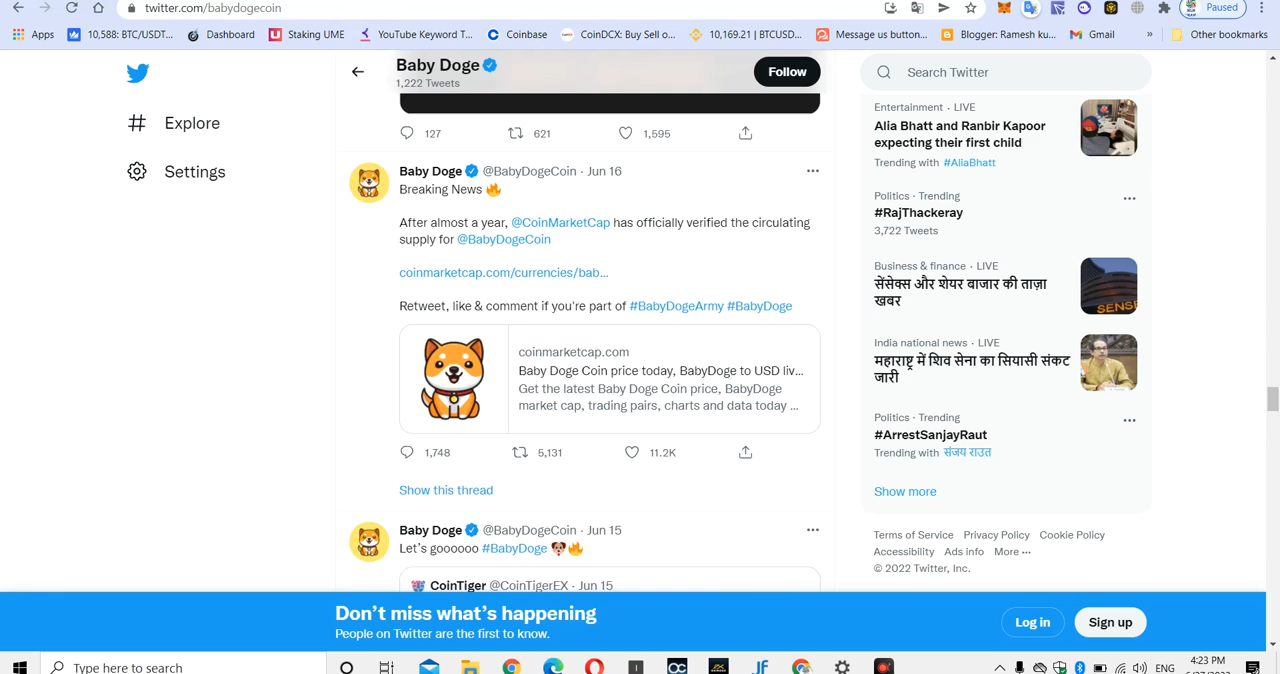 twitter.com/babydogecoin
Paused
Apps
10,588: BTC/USDT...
Dashboard
Staking UME
YouTube Keyword T...
Coinbase
CoinDCX: Buy Sell o...
10,169.21 | BTCUSD...
Message us button...
Blogger: Ramesh ku...
Gmail
»
Other bookmarks
Explore
Settings
Baby Doge
1,222 Tweets
Follow
127
621
1,595
Baby Doge @BabyDogeCoin · Jun 16
Breaking News 🔥
After almost a year, @CoinMarketCap has officially verified the circulating
supply for @BabyDogeCoin
coinmarketcap.com/currencies/bab...
Retweet, like & comment if you're part of #BabyDogeArmy #BabyDoge
coinmarketcap.com
Baby Doge Coin price today, BabyDoge to USD liv...
Get the latest Baby Doge Coin price, BabyDoge
market cap, trading pairs, charts and data today ...
1,748
5,131
11.2K
Show this thread
Baby Doge @BabyDogeCoin · Jun 15
Let's goooooo #BabyDoge 🐶🔥
CoinTiger @CoinTigerEX · Jun 15
Search Twitter
Entertainment · LIVE
Alia Bhatt and Ranbir Kapoor
expecting their first child
Trending with #AliaBhatt
Politics · Trending
#RajThackeray
3,722 Tweets
Business & finance · LIVE
सेंसेक्स और शेयर बाजार की ताज़ा
खबर
SENS
India national news · LIVE
महाराष्ट्र में शिव सेना का सियासी संकट
जारी
Politics · Trending
#ArrestSanjayRaut
Trending with संजय राउत
Show more
Terms of Service Privacy Policy Cookie Policy
Accessibility Ads info More ...
© 2022 Twitter, Inc.
Don't miss what's happening
People on Twitter are the first to know.
Log in
Sign up
Type here to search
ENG
4:23 PM